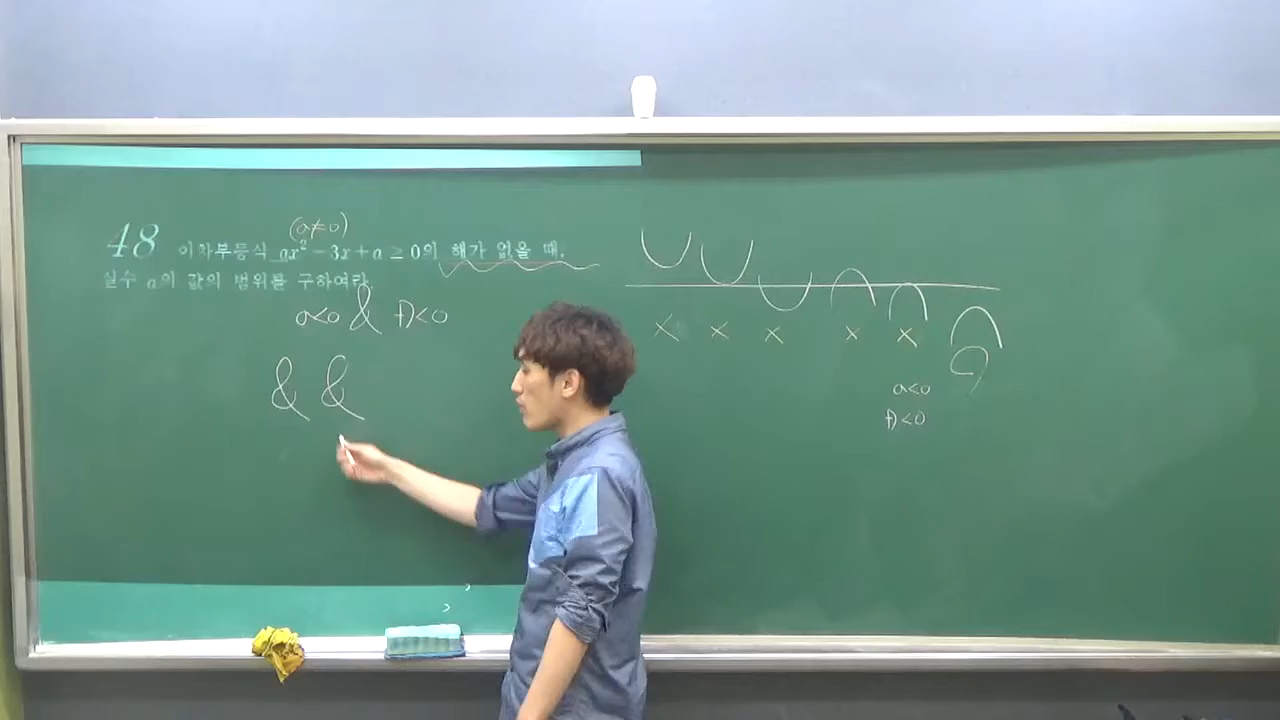 (a≠0)
48 이차부등식 ax² - 3x + a ≥ 0의 해가 없을 때,
실수 a의 값의 범위를 구하여라.
a<0 & D<0
& &
× × × × ×
a<0
D<0